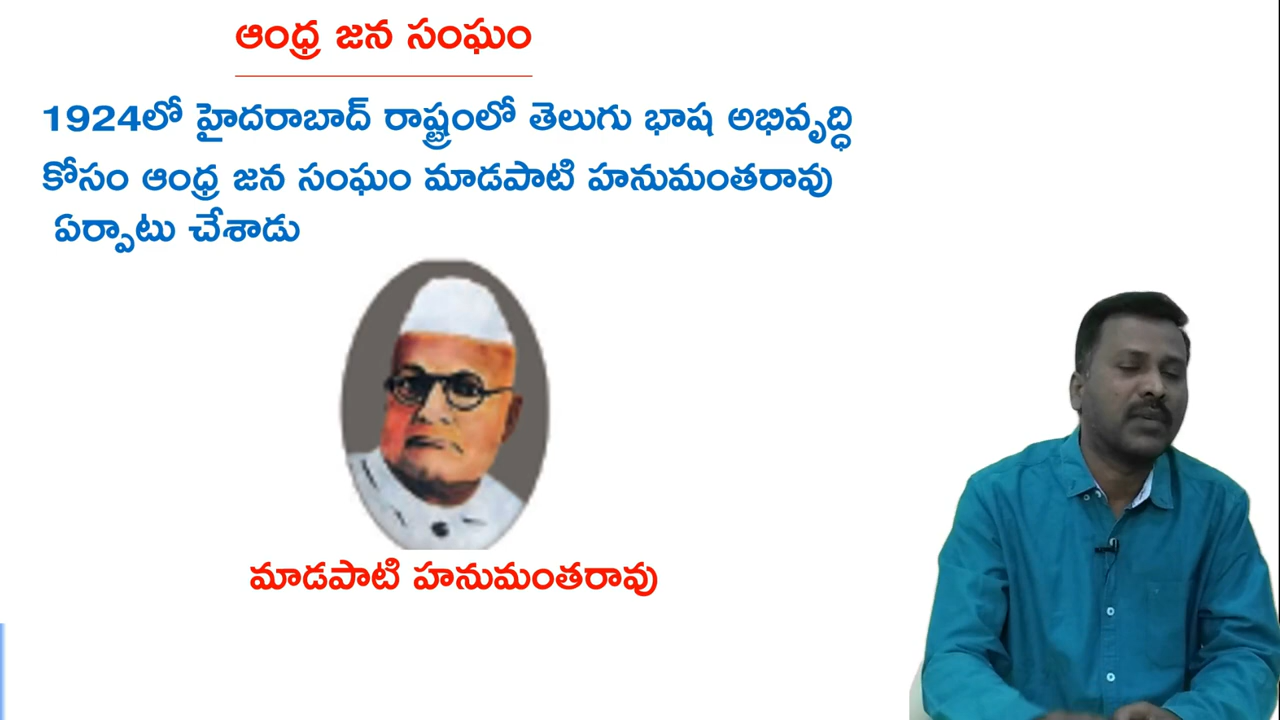 ఆంధ్ర జన సంఘం
1924లో హైదరాబాద్ రాష్ట్రంలో తెలుగు భాష అభివృద్ధి
కోసం ఆంధ్ర జన సంఘం మాడపాటి హనుమంతరావు
ఏర్పాటు చేశాడు
మాడపాటి హనుమంతరావు